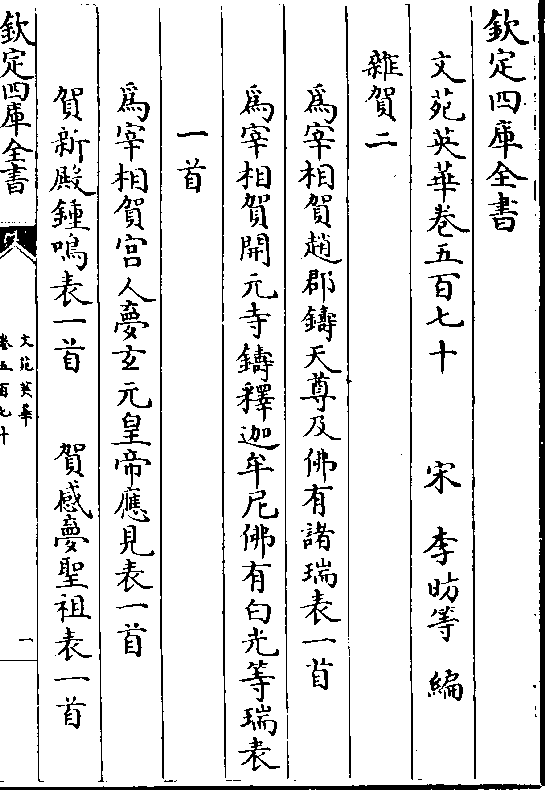 欽定四庫全書
文苑英華卷五百七十　宋　李昉等　編
雜賀二
爲宰相賀趙郡鑄天尊及佛有諸瑞表一首
爲宰相賀開元寺鑄釋迦牟尼佛有白光等瑞表
一首
爲宰相賀宫人夢玄元皇帝應見表一首
賀新殿鍾鳴表一首　賀感夢聖祖表一首
欽定四庫全書
文苑英華
卷五百七十
一